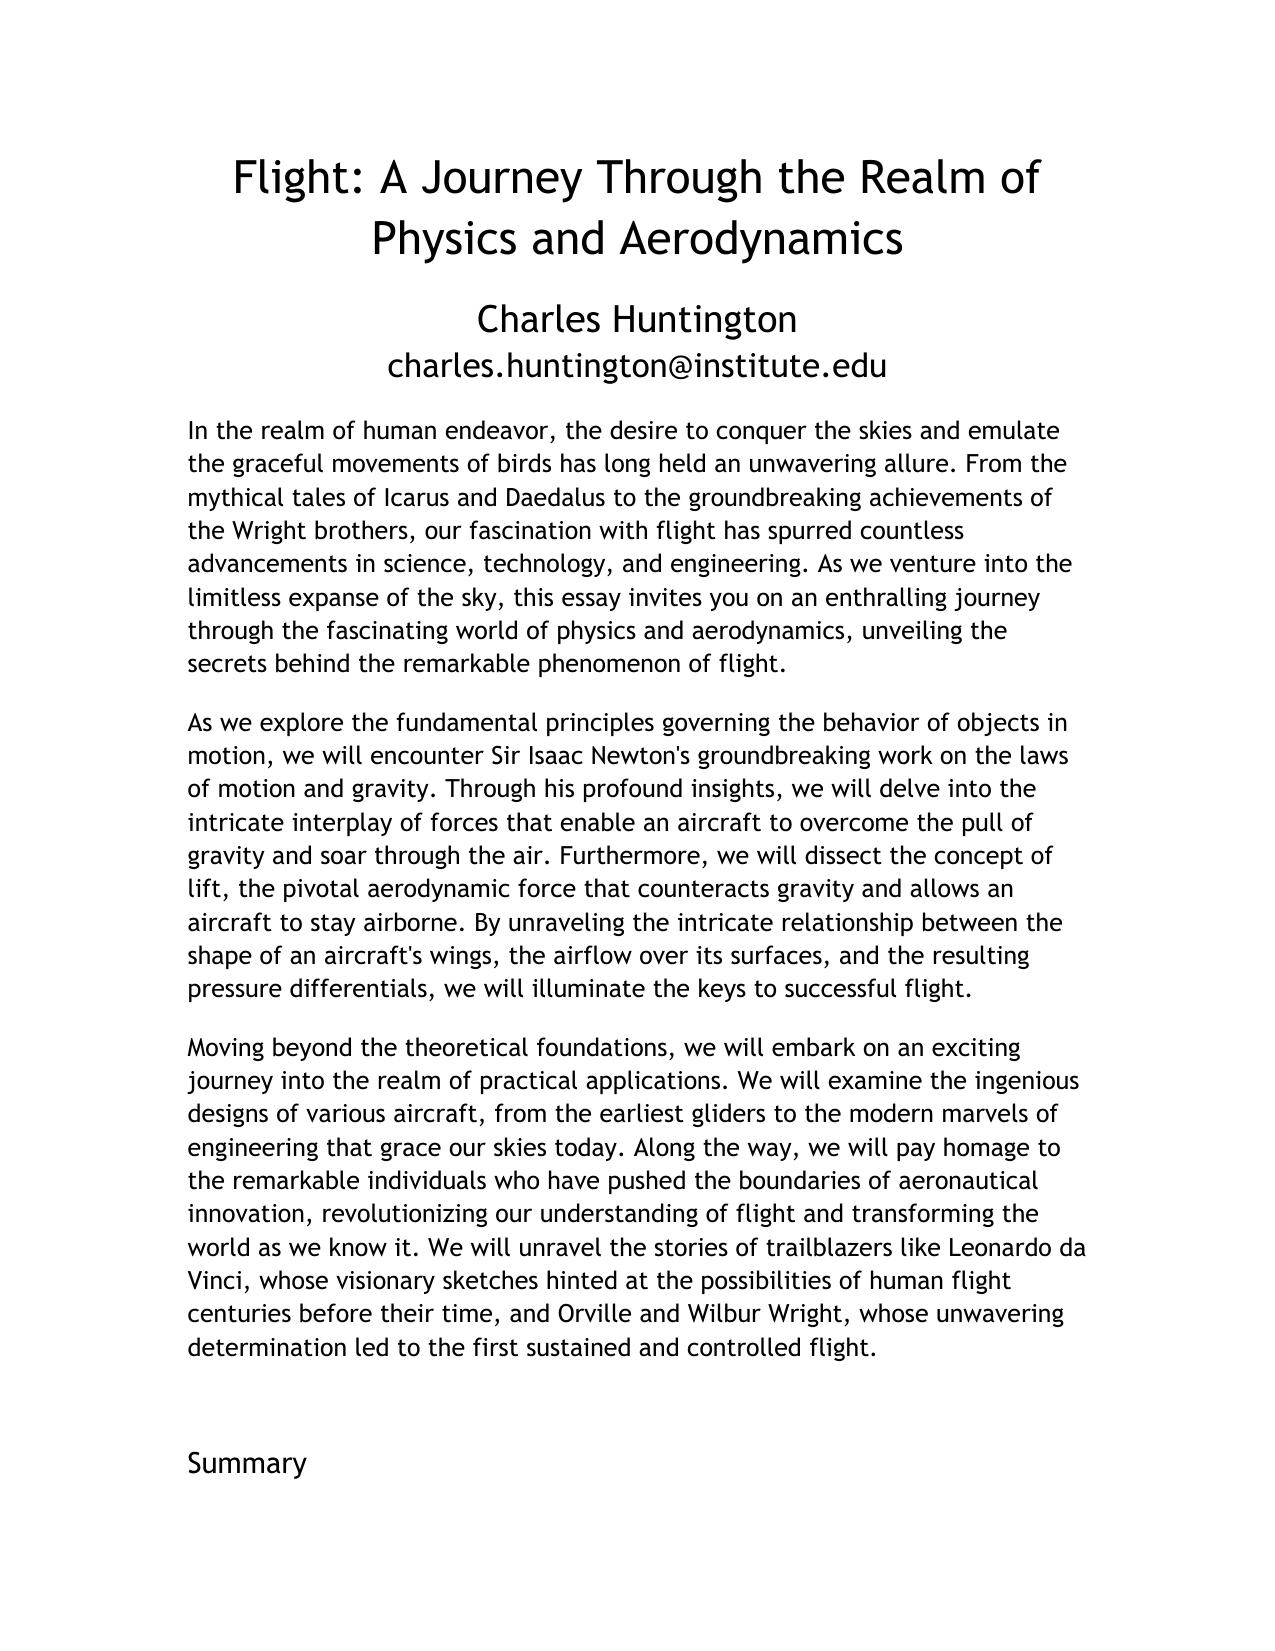 Flight: A Journey Through the Realm of
Physics and Aerodynamics
Charles Huntington
charles.huntington@institute.edu
In the realm of human endeavor, the desire to conquer the skies and emulate
the graceful movements of birds has long held an unwavering allure. From the
mythical tales of Icarus and Daedalus to the groundbreaking achievements of
the Wright brothers, our fascination with flight has spurred countless
advancements in science, technology, and engineering. As we venture into the
limitless expanse of the sky, this essay invites you on an enthralling journey
through the fascinating world of physics and aerodynamics, unveiling the
secrets behind the remarkable phenomenon of flight.
As we explore the fundamental principles governing the behavior of objects in
motion, we will encounter Sir Isaac Newton's groundbreaking work on the laws
of motion and gravity. Through his profound insights, we will delve into the
intricate interplay of forces that enable an aircraft to overcome the pull of
gravity and soar through the air. Furthermore, we will dissect the concept of
lift, the pivotal aerodynamic force that counteracts gravity and allows an
aircraft to stay airborne. By unraveling the intricate relationship between the
shape of an aircraft's wings, the airflow over its surfaces, and the resulting
pressure differentials, we will illuminate the keys to successful flight.
Moving beyond the theoretical foundations, we will embark on an exciting
journey into the realm of practical applications. We will examine the ingenious
designs of various aircraft, from the earliest gliders to the modern marvels of
engineering that grace our skies today. Along the way, we will pay homage to
the remarkable individuals who have pushed the boundaries of aeronautical
innovation, revolutionizing our understanding of flight and transforming the
world as we know it. We will unravel the stories of trailblazers like Leonardo da
Vinci, whose visionary sketches hinted at the possibilities of human flight
centuries before their time, and Orville and Wilbur Wright, whose unwavering
determination led to the first sustained and controlled flight.
Summary